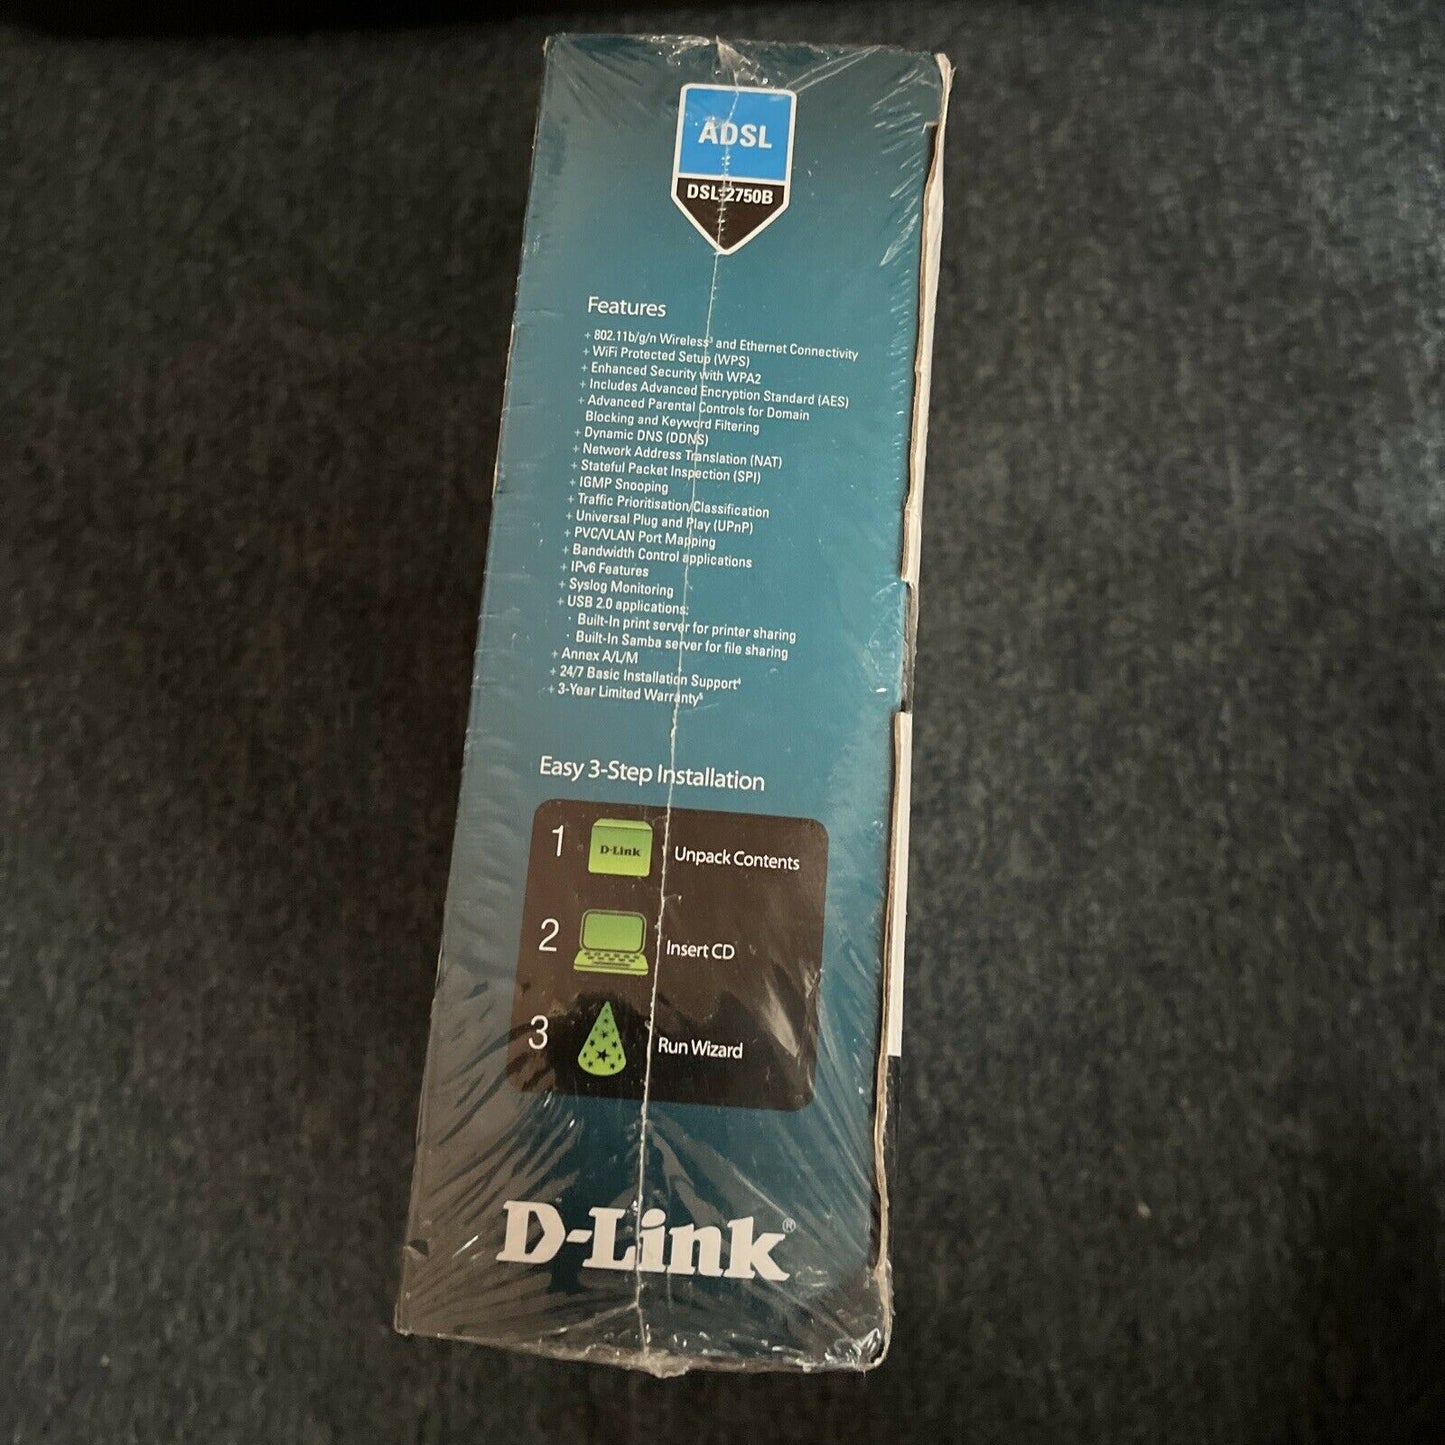 ADSL
DSL-2750B
Features
+ 802.11b/g/n Wireless³ and Ethernet Connectivity
+ WiFi Protected Setup (WPS)
+ Enhanced Security with WPA2
+ Includes Advanced Encryption Standard (AES)
+ Advanced Parental Controls for Domain
Blocking and Keyword Filtering
+ Dynamic DNS (DDNS)
+ Network Address Translation (NAT)
+ Stateful Packet Inspection (SPI)
+ IGMP Snooping
+ Traffic Prioritisation/Classification
+ Universal Plug and Play (UPnP)
+ PVC/VLAN Port Mapping
+ Bandwidth Control applications
+ IPv6 Features
+ Syslog Monitoring
+ USB 2.0 applications:
· Built-In print server for printer sharing
· Built-In Samba server for file sharing
+ Annex A/L/M
+ 24/7 Basic Installation Support⁴
+ 3-Year Limited Warranty⁵
Easy 3-Step Installation
1 D-Link Unpack Contents
2 Insert CD
3 Run Wizard
D-Link®